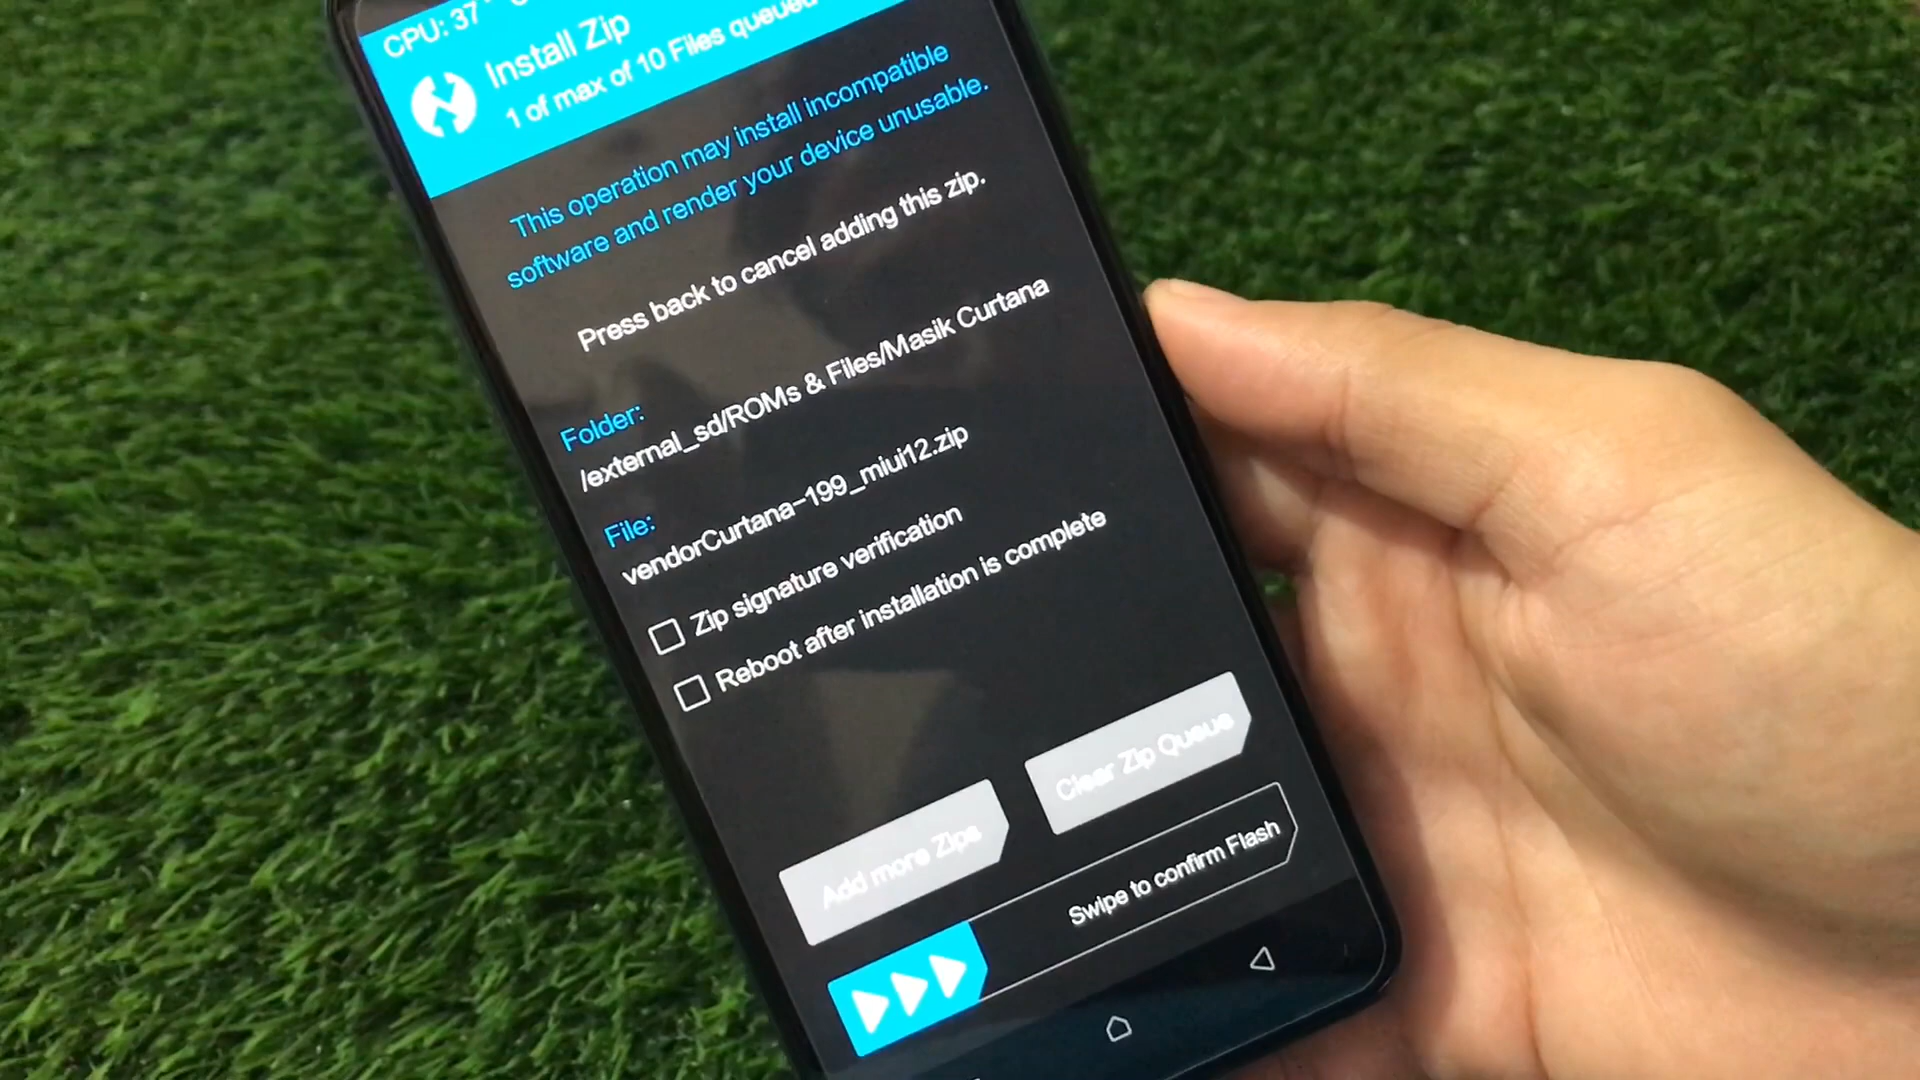 CPU: 37°
Install Zip
1 of max of 10 Files queued
This operation may install incompatible
software and render your device unusable.
Press back to cancel adding this zip.
Folder:
/external_sd/ROMs & Files/Masik Curtana
File:
vendorCurtana-199_miui12.zip
Zip signature verification
Reboot after installation is complete
Add more Zips
Clear Zip Queue
Swipe to confirm Flash